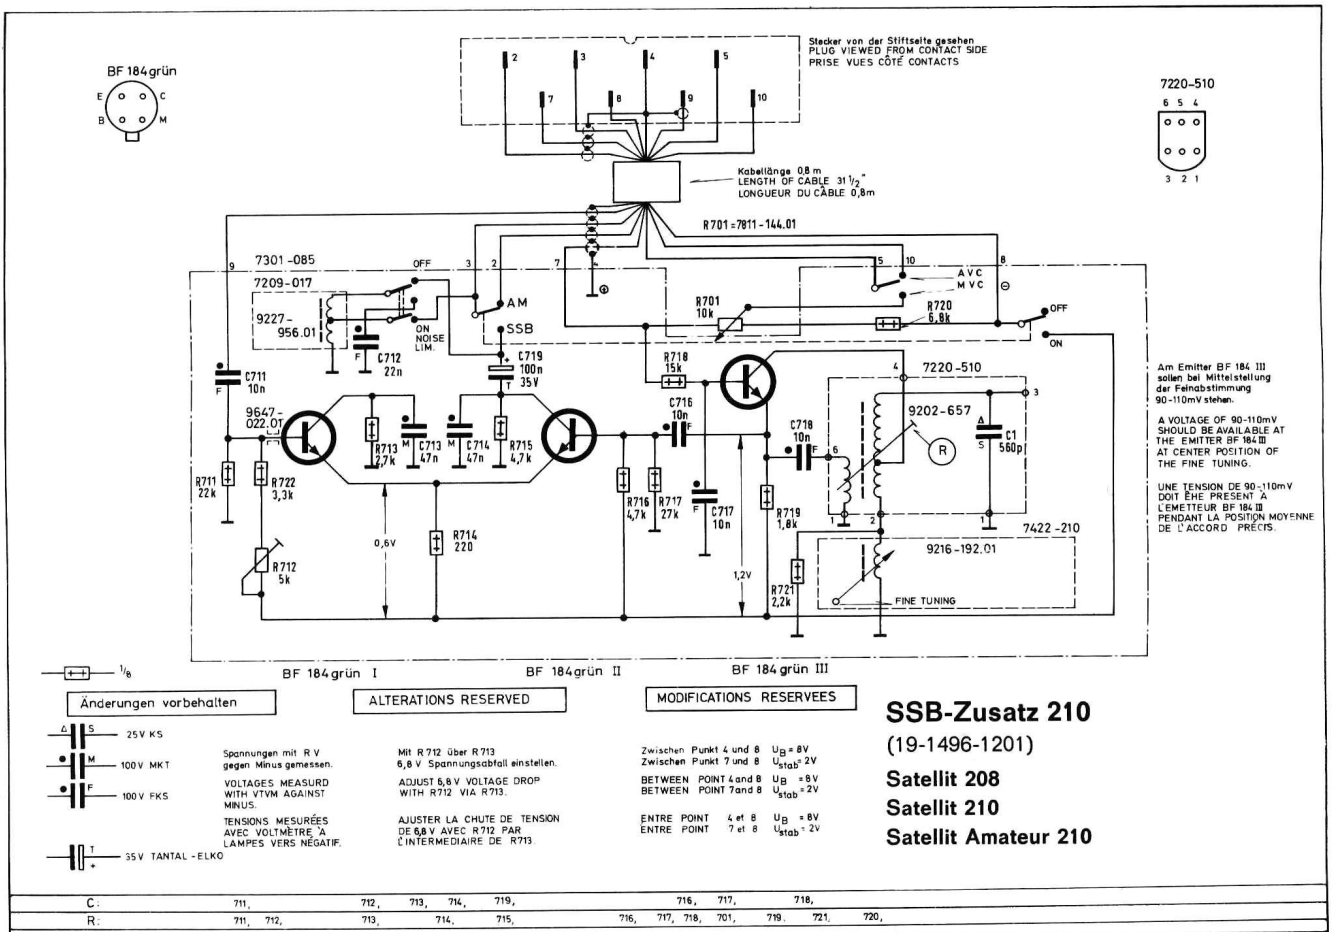 Stecker von der Stiftseite gesehen
PLUG VIEWED FROM CONTACT SIDE
PRISE VUES CÔTÉ CONTACTS
BF 184 grün
E C
B M
2 3 4 5
7 8 9 10
7220-510
6 5 4
3 2 1
Kabellänge 0,8 m
LENGTH OF CABLE 31 1/2"
LONGUEUR DU CÂBLE 0,8m
R701 = 7811-144.01
9 3 2 7 4 5 10 8
7301-085
OFF
7209-017
9227-
956.01
AM
SSB
ON
NOISE
LIM.
C712
22n
F
AVC
MVC
R701
10k
R720
6,8k
OFF
ON
C719
100n
35V
+
T
C711
10n
F
9647-
022.01
R718
15k
C716
10n
F
4
7220-510
3
9202-657
R
C1
560p
Δ
S
C718
10n
F
6
R713
2,7k
C713
47n
M
C714
47n
M
R715
4,7k
R711
22k
R722
3,3k
R716
4,7k
R717
27k
C717
10n
F
R719
1,8k
1 2 1
7422-210
9216-192.01
FINE TUNING
R714
220
0,6V
1,2V
R712
5k
R721
2,2k
Am Emitter BF 184 III
sollen bei Mittelstellung
der Feinabstimmung
90-110mV stehen.
A VOLTAGE OF 90-110mV
SHOULD BE AVAILABLE AT
THE EMITTER BF 184 III
AT CENTER POSITION OF
THE FINE TUNING.
UNE TENSION DE 90-110mV
DOIT ÊHE PRESENT À
L'EMETTEUR BF 184 III
PENDANT LA POSITION MOYENNE
DE L'ACCORD PRÉCIS.
BF 184 grün I
BF 184 grün II
BF 184 grün III
1/8
Änderungen vorbehalten
ALTERATIONS RESERVED
MODIFICATIONS RESERVEES
Δ S 25V KS
M 100V MKT
F 100V FKS
T + 35V TANTAL-ELKO
Spannungen mit R V
gegen Minus gemessen.
VOLTAGES MEASURD
WITH VTVM AGAINST
MINUS.
TENSIONS MESURÉES
AVEC VOLTMÈTRE À
LAMPES VERS NÉGATIF.
Mit R712 über R713
6,8 V Spannungsabfall einstellen.
ADJUST 6,8 V VOLTAGE DROP
WITH R712 VIA R713.
AJUSTER LA CHUTE DE TENSION
DE 6,8 V AVEC R712 PAR
L'INTERMEDIAIRE DE R713.
Zwischen Punkt 4 und 8 UB = 8V
Zwischen Punkt 7 und 8 Ustab = 2V
BETWEEN POINT 4 and 8 UB = 8V
BETWEEN POINT 7 and 8 Ustab = 2V
ENTRE POINT 4 et 8 UB = 8V
ENTRE POINT 7 et 8 Ustab = 2V
SSB-Zusatz 210
(19-1496-1201)
Satellit 208
Satellit 210
Satellit Amateur 210
C: 711, 712, 713, 714, 719, 716, 717, 718,
R: 711, 712, 713, 714, 715, 716, 717, 718, 701, 719. 721, 720,